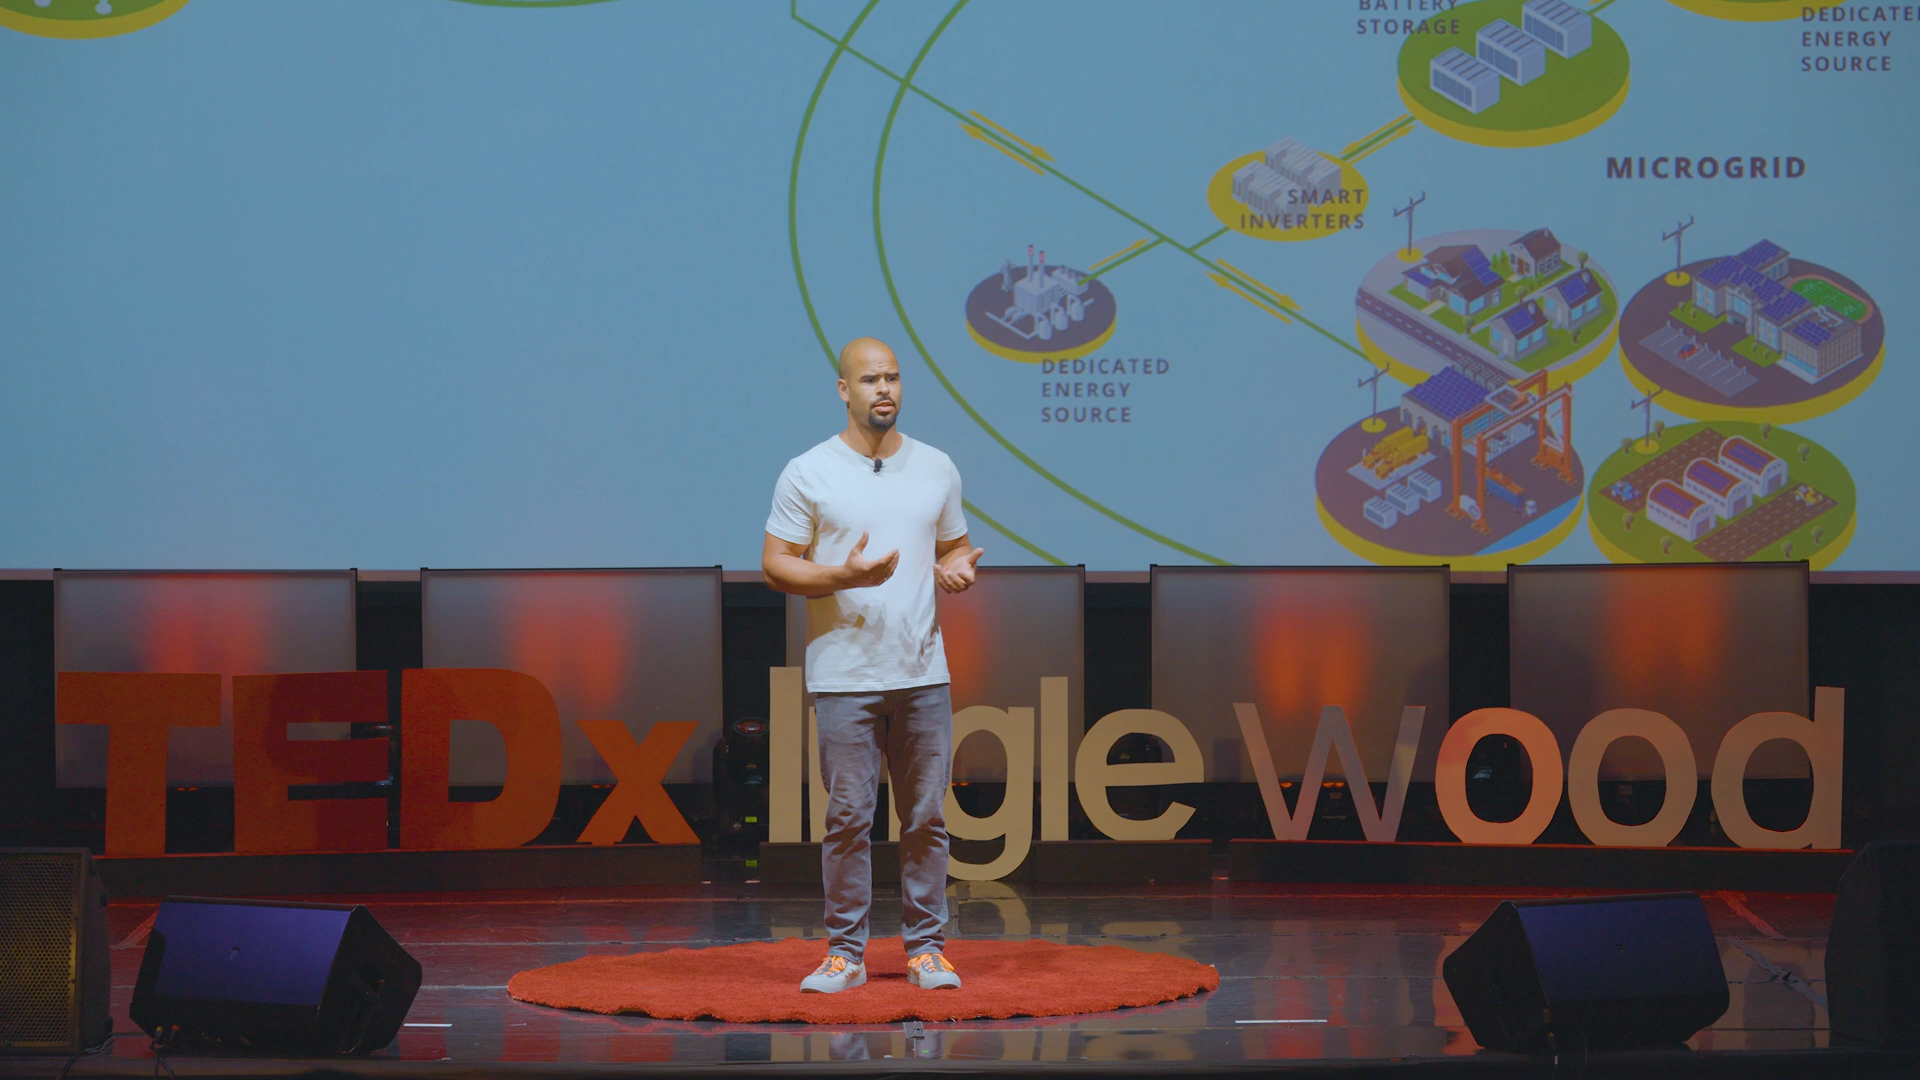 BATTERY
STORAGE
DEDICATED
ENERGY
SOURCE
MICROGRID
SMART
INVERTERS
DEDICATED
ENERGY
SOURCE
TEDx Inglewood